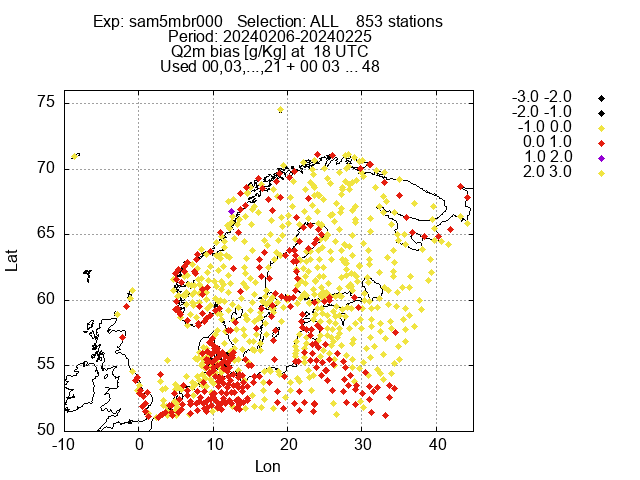 Exp: sam5mbr000 Selection: ALL 853 stations
Period: 20240206-20240225
Q2m bias [g/Kg] at 18 UTC
Used 00,03,...,21 + 00 03 ... 48
-3.0 -2.0
-2.0 -1.0
-1.0 0.0
0.0 1.0
1.0 2.0
2.0 3.0
75
70
65
60
55
50
Lat
-10 0 10 20 30 40
Lon